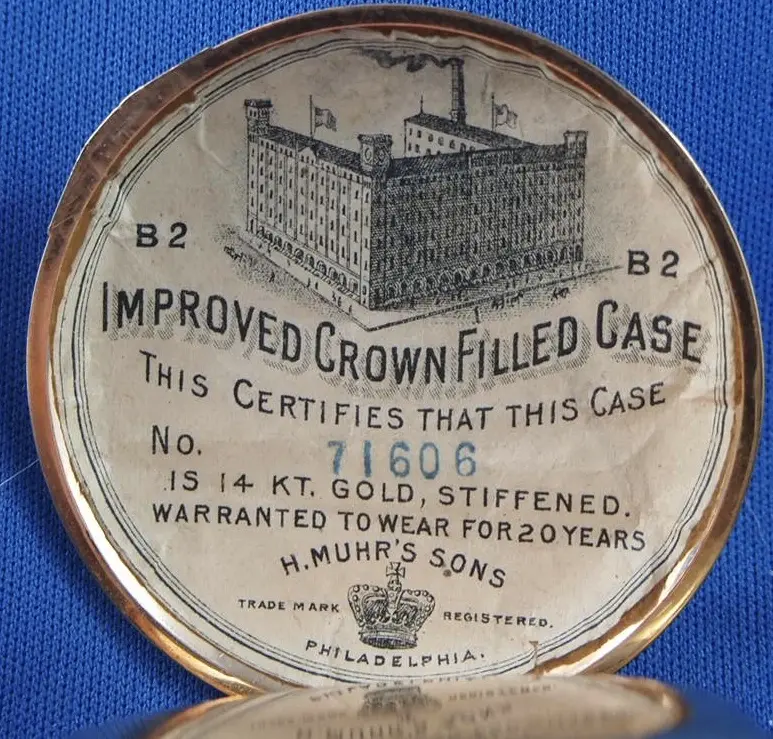 B2
B2
IMPROVED CROWN FILLED CASE
THIS CERTIFIES THAT THIS CASE
No. 71606
IS 14 KT. GOLD, STIFFENED.
WARRANTED TO WEAR FOR 20 YEARS
H. MUHR'S SONS
TRADE MARK REGISTERED.
PHILADELPHIA.